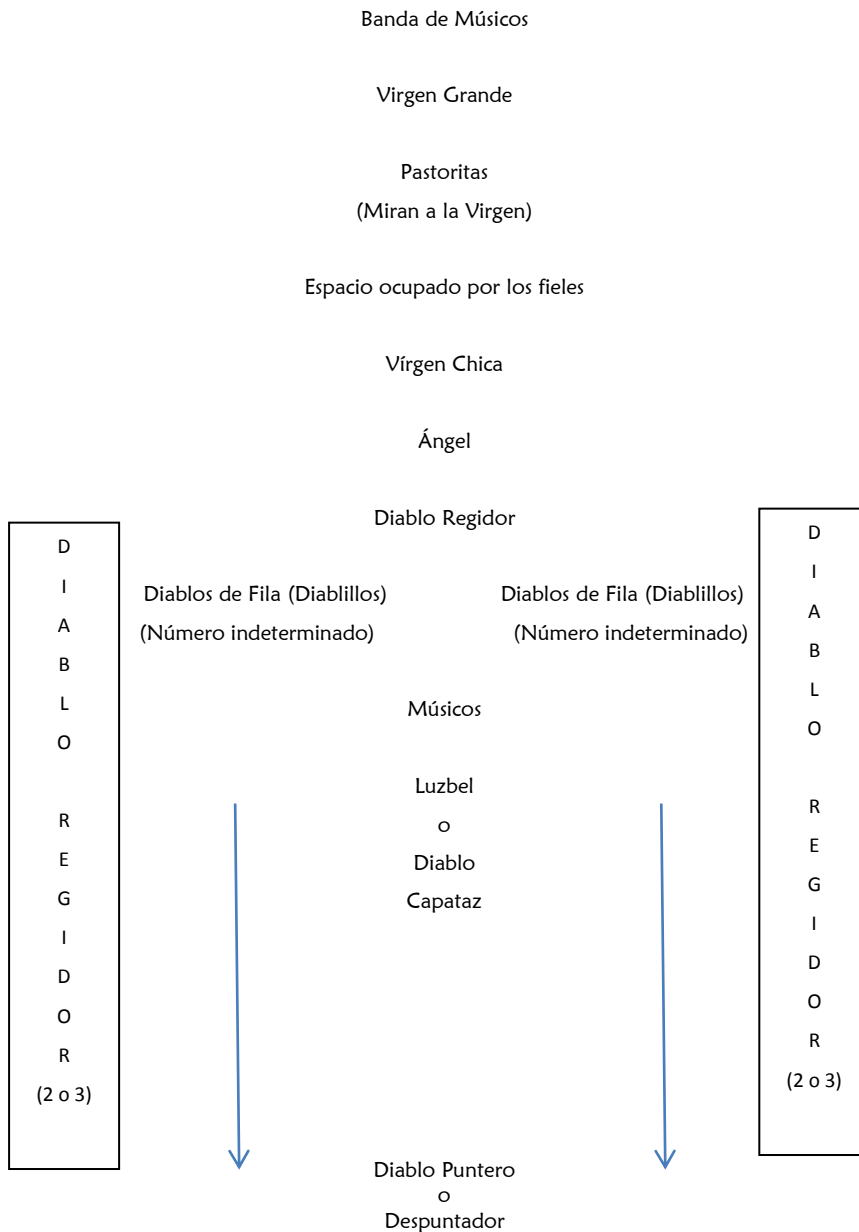 Banda de Músicos
Virgen Grande
Pastoritas
(Miran a la Virgen)
Espacio ocupado por los fieles
Vírgen Chica
Ángel
Diablo Regidor
D
I
A
B
L
O
R
E
G
I
D
O
R
(2 o 3)
Diablos de Fila (Diablillos)
(Número indeterminado)
Diablos de Fila (Diablillos)
(Número indeterminado)
D
I
A
B
L
O
R
E
G
I
D
O
R
(2 o 3)
Músicos
Luzbel
o
Diablo
Capataz
Diablo Puntero
o
Despuntador